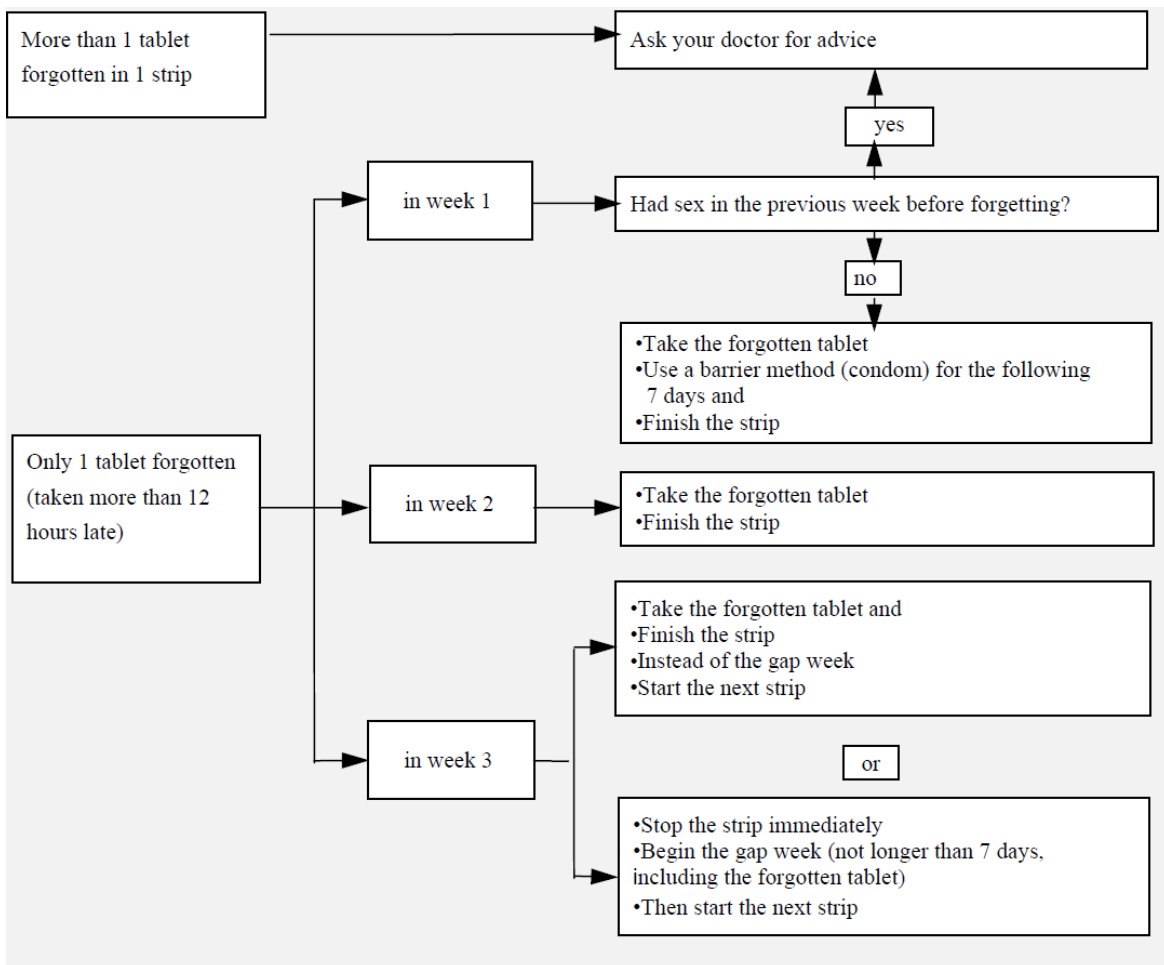 More than 1 tablet
forgotten in 1 strip
Ask your doctor for advice
yes
in week 1
Had sex in the previous week before forgetting?
no
•Take the forgotten tablet
•Use a barrier method (condom) for the following
7 days and
•Finish the strip
Only 1 tablet forgotten
(taken more than 12
hours late)
in week 2
•Take the forgotten tablet
•Finish the strip
•Take the forgotten tablet and
•Finish the strip
•Instead of the gap week
•Start the next strip
in week 3
or
•Stop the strip immediately
•Begin the gap week (not longer than 7 days,
including the forgotten tablet)
•Then start the next strip